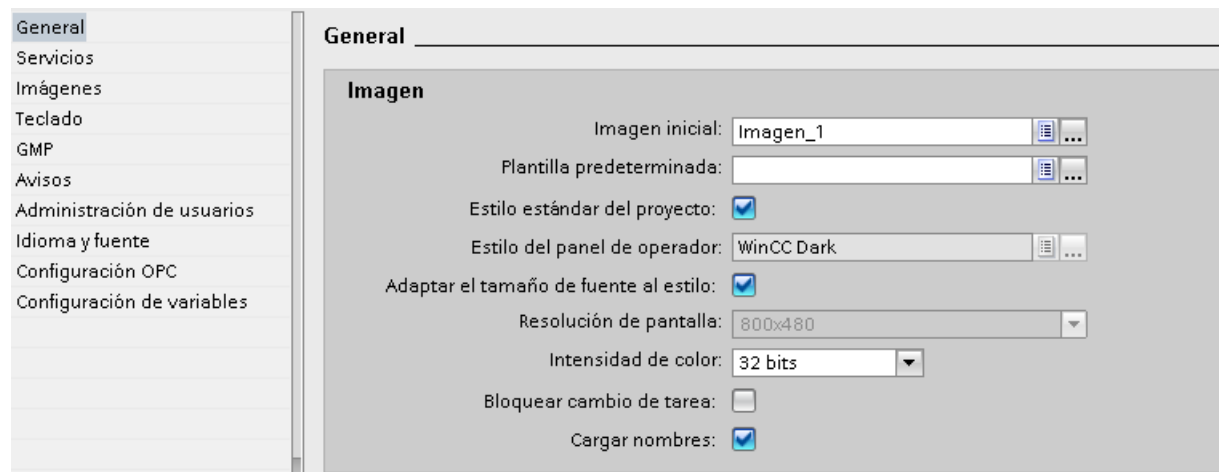 General
Servicios
Imágenes
Teclado
GMP
Avisos
Administración de usuarios
Idioma y fuente
Configuración OPC
Configuración de variables
General
Imagen
Imagen inicial: Imagen_1 ...
Plantilla predeterminada: ...
Estilo estándar del proyecto:
Estilo del panel de operador: WinCC Dark ...
Adaptar el tamaño de fuente al estilo:
Resolución de pantalla: 800x480
Intensidad de color: 32 bits
Bloquear cambio de tarea:
Cargar nombres: